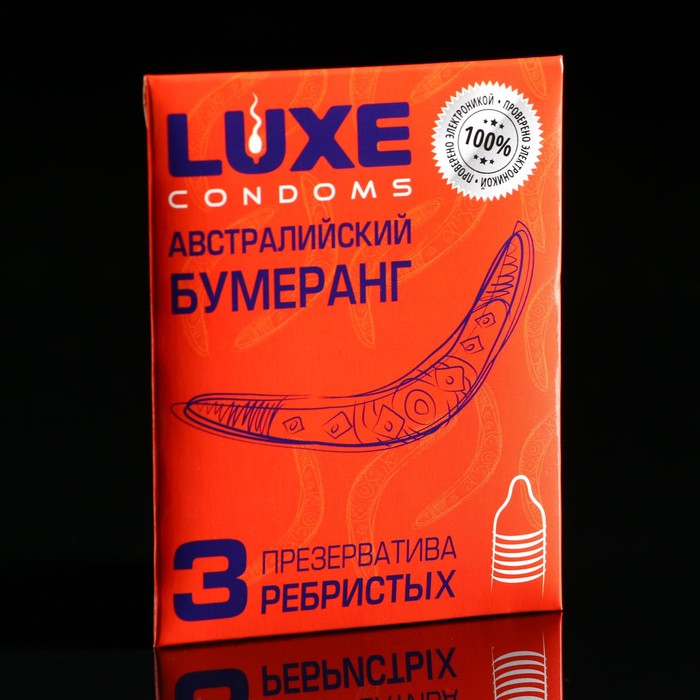 LUXE
CONDOMS
АВСТРАЛИЙСКИЙ
БУМЕРАНГ
ПРОВЕРЕНО ЭЛЕКТРОНИКОЙ • ПРОВЕРЕНО ЭЛЕКТРОНИКОЙ •
100%
3 ПРЕЗЕРВАТИВА
РЕБРИСТЫХ